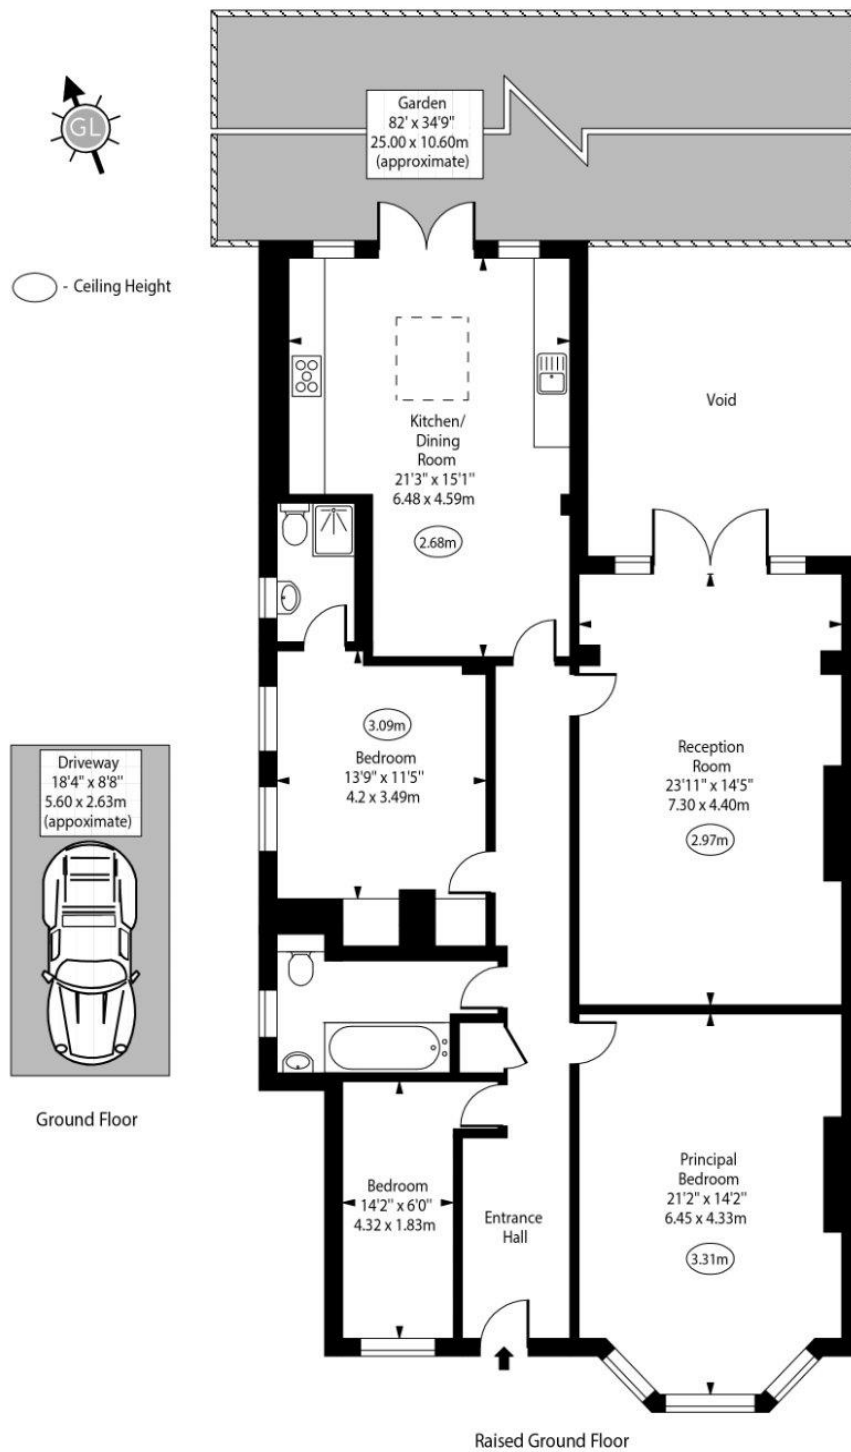 Garden
82' x 34'9"
25.00 x 10.60m
(approximate)
GL
- Ceiling Height
Kitchen/
Dining
Room
21'3" x 15'1"
6.48 x 4.59m
2.68m
Void
3.09m
Bedroom
13'9" x 11'5"
4.2 x 3.49m
Reception
Room
23'11" x 14'5"
7.30 x 4.40m
2.97m
Driveway
18'4" x 8'8"
5.60 x 2.63m
(appoximate)
Ground Floor
Bedroom
14'2" x 6'0"
4.32 x 1.83m
Entrance
Hall
Principal
Bedroom
21'2" x 14'2"
6.45 x 4.33m
3.31m
Raised Ground Floor